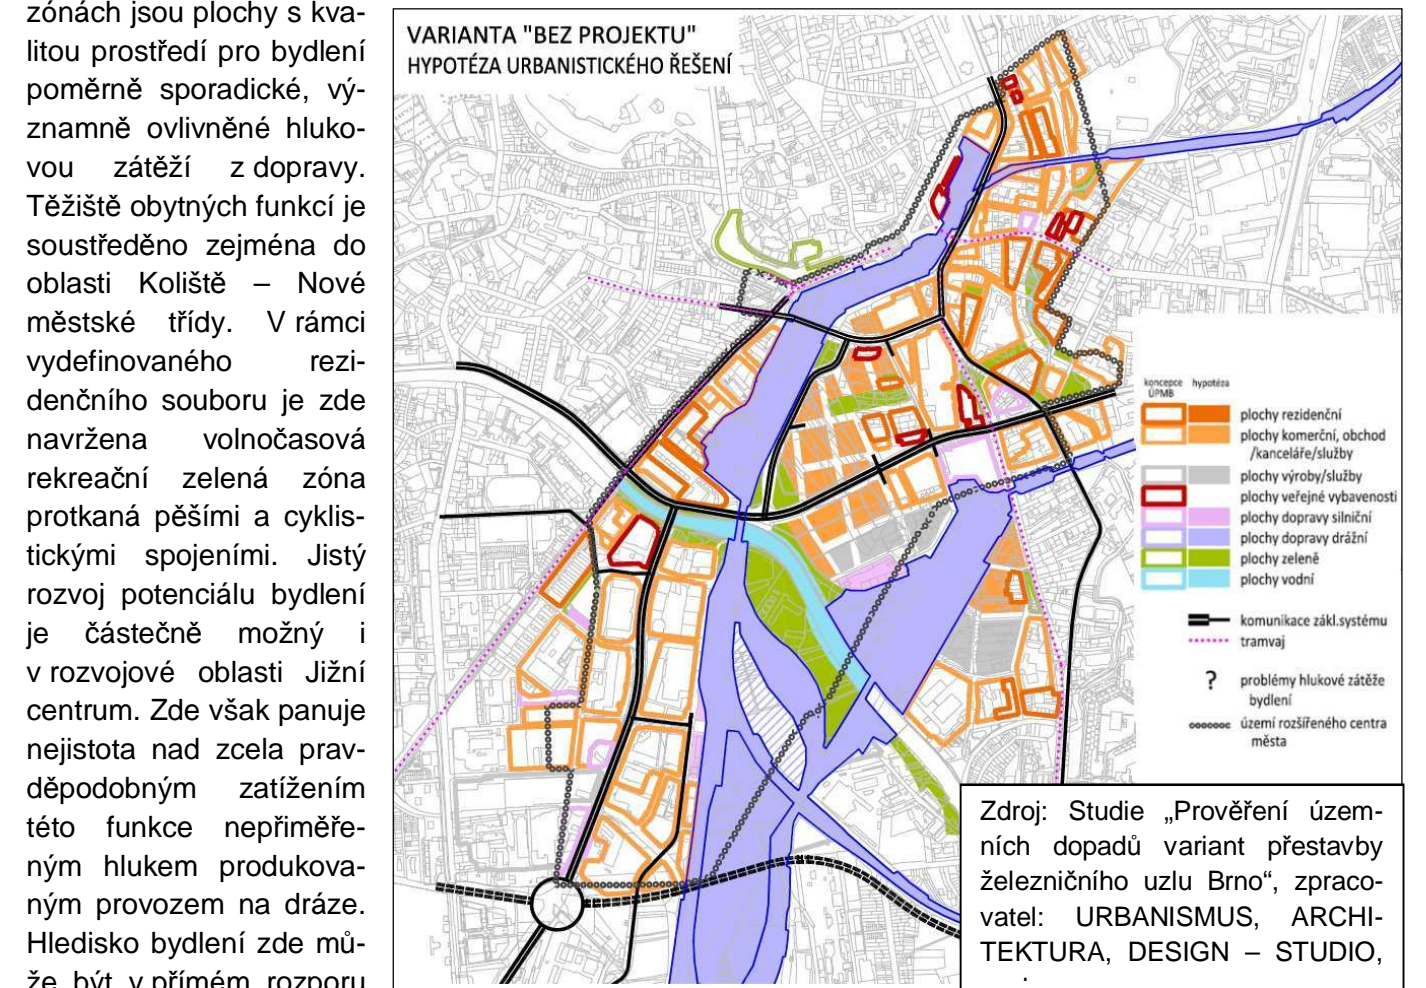 zónách jsou plochy s kva-
litou prostředí pro bydlení
poměrně sporadické, vý-
znamně ovlivněné hluko-
vou zátěží z dopravy.
Těžiště obytných funkcí je
soustředěno zejména do
oblasti Koliště – Nové
městské třídy. V rámci
vydefinovaného rezi-
denčního souboru je zde
navržena volnočasová
rekreační zelená zóna
protkaná pěšími a cyklis-
tickými spojeními. Jistý
rozvoj potenciálu bydlení
je částečně možný i
v rozvojové oblasti Jižní
centrum. Zde však panuje
nejistota nad zcela prav-
děpodobným zatížením
této funkce nepřiměře-
ným hlukem produkova-
ným provozem na dráze.
Hledisko bydlení zde mů-
že být v přímém rozporu
VARIANTA "BEZ PROJEKTU"
HYPOTÉZA URBANISTICKÉHO ŘEŠENÍ
koncepce hypotéza
ÚPMB
plochy rezidenční
plochy komerční, obchod
/kanceláře/služby
plochy výroby/služby
plochy veřejné vybavenosti
plochy dopravy silniční
plochy dopravy drážní
plochy zeleně
plochy vodní
komunikace zákl.systému
tramvaj
? problémy hlukové zátěže
bydlení
území rozšířeného centra
města
Zdroj: Studie „Prověření územ-
ních dopadů variant přestavby
železničního uzlu Brno“, zpraco-
vatel: URBANISMUS, ARCHI-
TEKTURA, DESIGN – STUDIO,